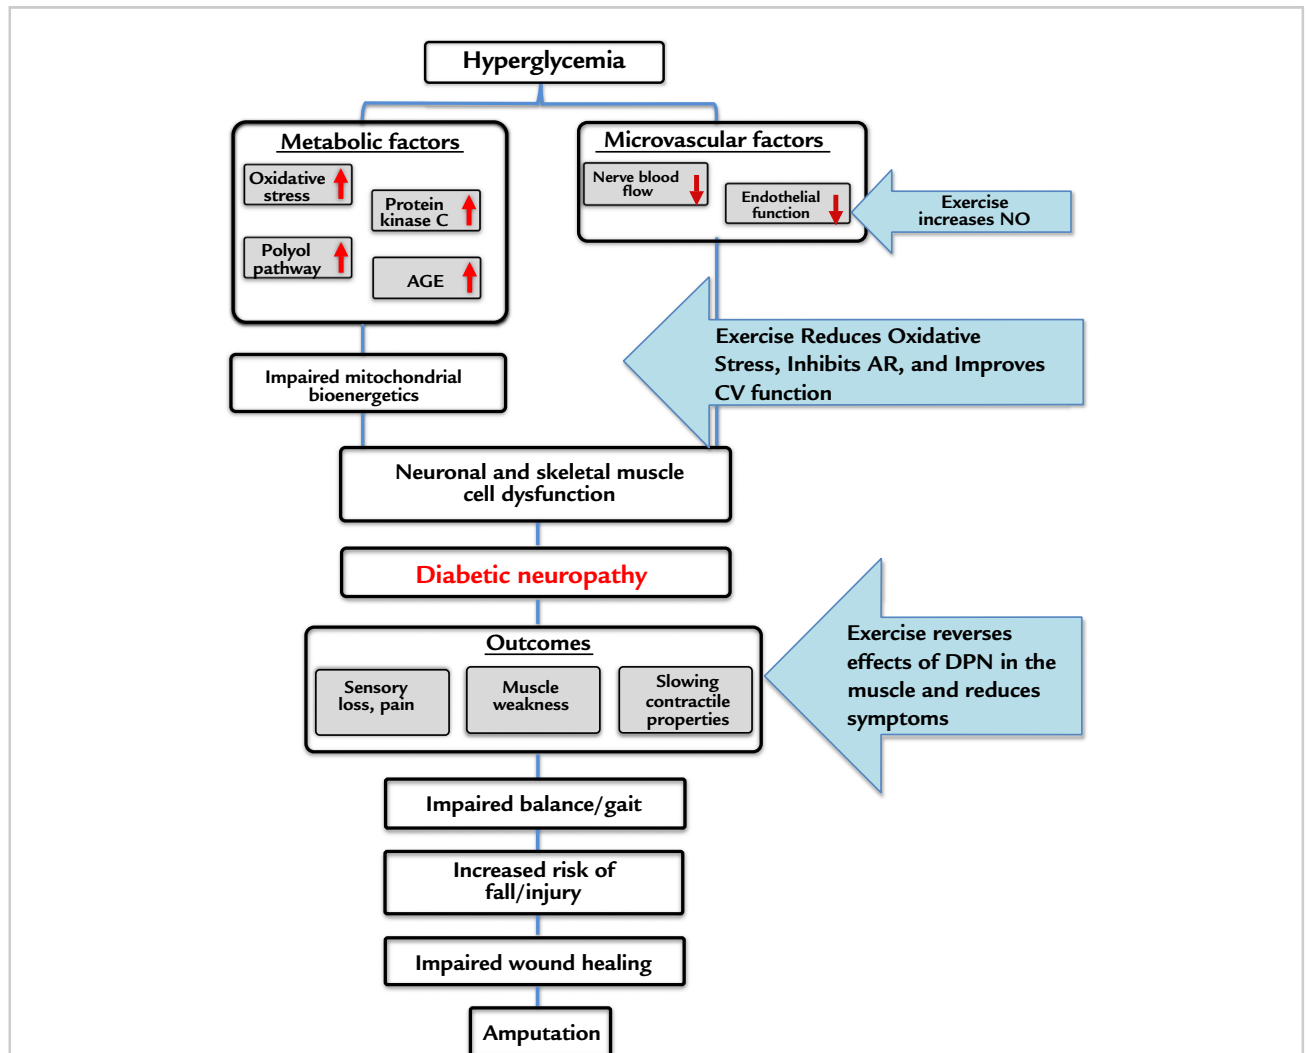 Hyperglycemia
Metabolic factors
Oxidative
stress
Protein
kinase C
Polyol
pathway
AGE
Microvascular factors
Nerve blood
flow
Endothelial
function
Exercise
increases NO
Exercise Reduces Oxidative
Stress, Inhibits AR, and Improves
CV function
Impaired mitochondrial
bioenergetics
Neuronal and skeletal muscle
cell dysfunction
Diabetic neuropathy
Outcomes
Sensory
loss, pain
Muscle
weakness
Slowing
contractile
properties
Exercise reverses
effects of DPN in the
muscle and reduces
symptoms
Impaired balance/gait
Increased risk of
fall/injury
Impaired wound healing
Amputation